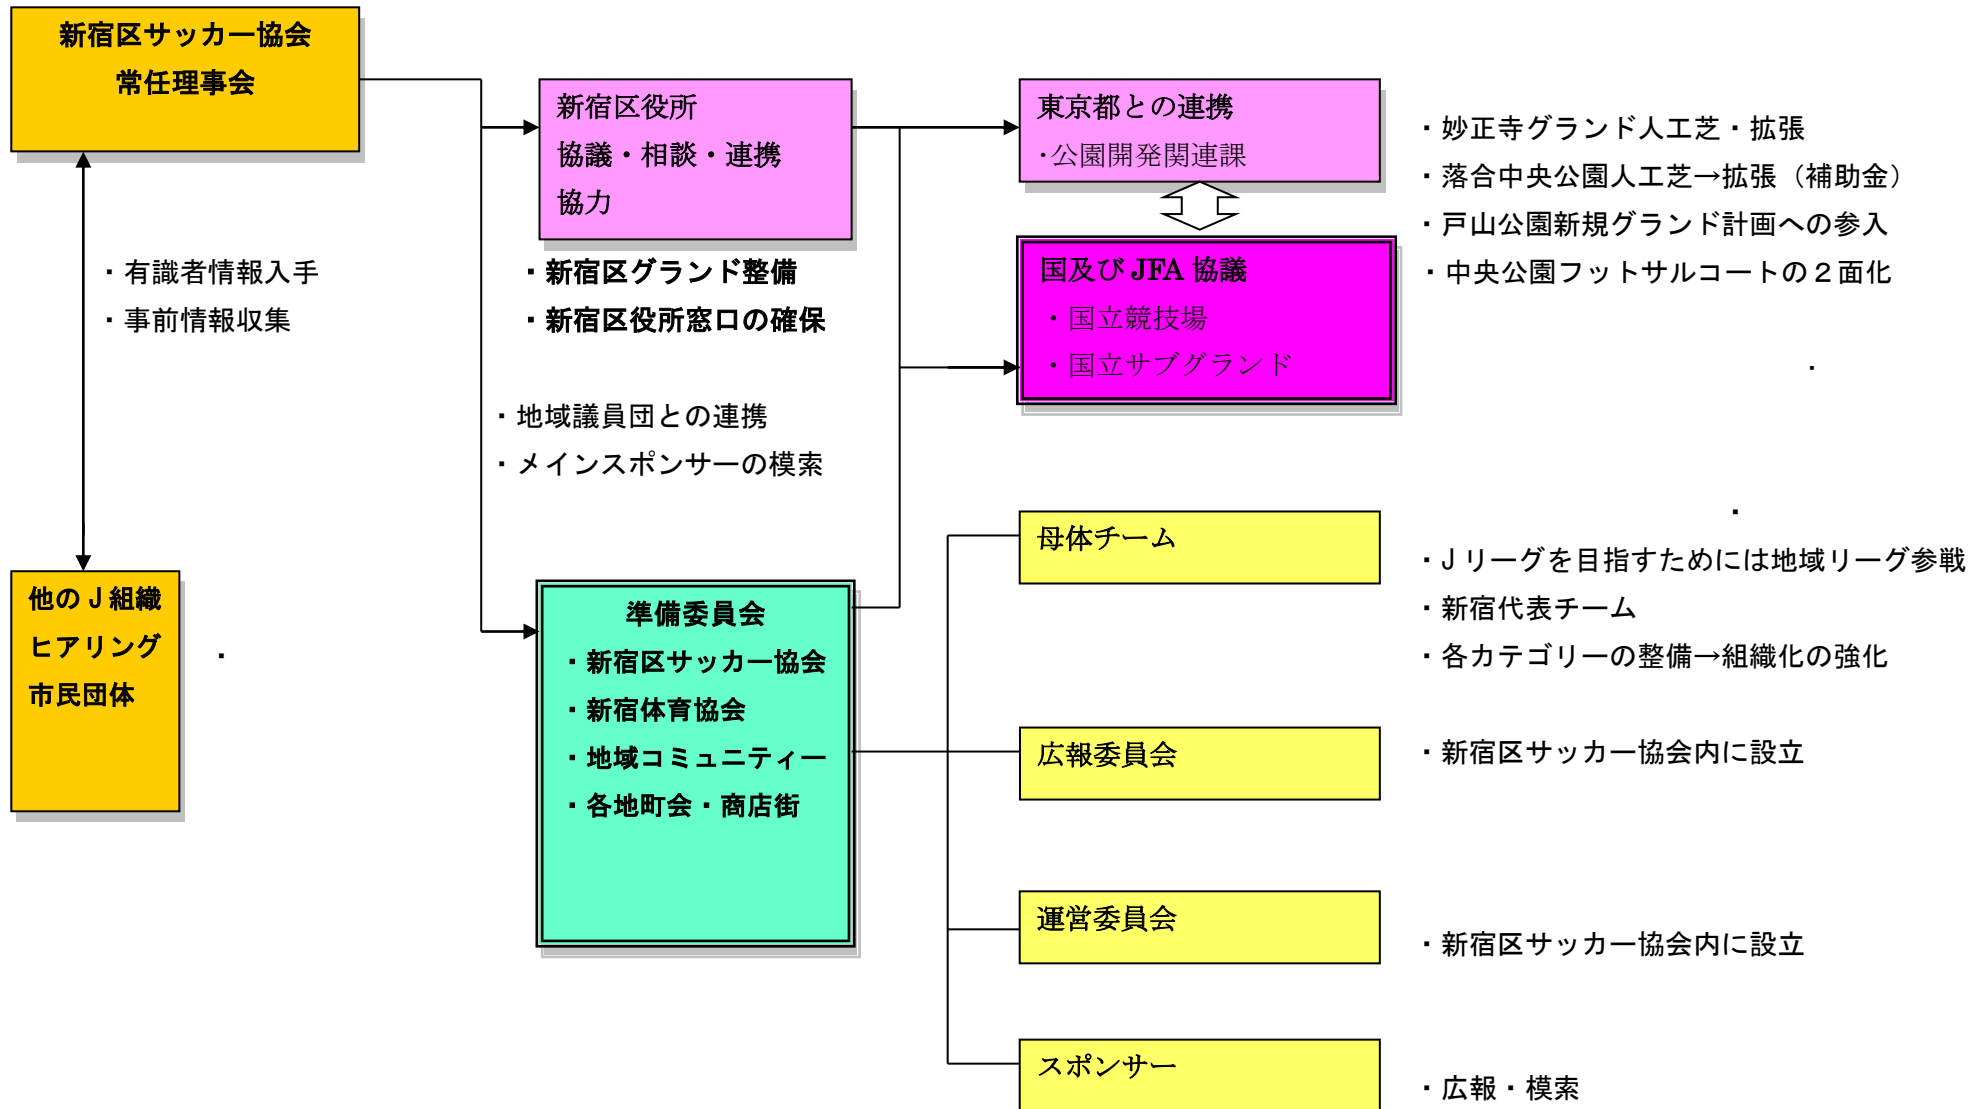 新宿区サッカー協会
常任理事会
新宿区役所
協議・相談・連携
協力
東京都との連携
・公園開発関連課
・妙正寺グランド人工芝・拡張
・落合中央公園人工芝→拡張（補助金）
・戸山公園新規グランド計画への参入
・中央公園フットサルコートの２面化
・有識者情報入手
・事前情報収集
・新宿区グランド整備
・新宿区役所窓口の確保
国及び JFA 協議
・国立競技場
・国立サブグランド
・地域議員団との連携
・メインスポンサーの模索
他のＪ組織
ヒアリング
市民団体
準備委員会
・新宿区サッカー協会
・新宿体育協会
・地域コミュニティー
・各地町会・商店街
母体チーム
・Ｊリーグを目指すためには地域リーグ参戦
・新宿代表チーム
・各カテゴリーの整備→組織化の強化
広報委員会
・新宿区サッカー協会内に設立
運営委員会
・新宿区サッカー協会内に設立
スポンサー
・広報・模索